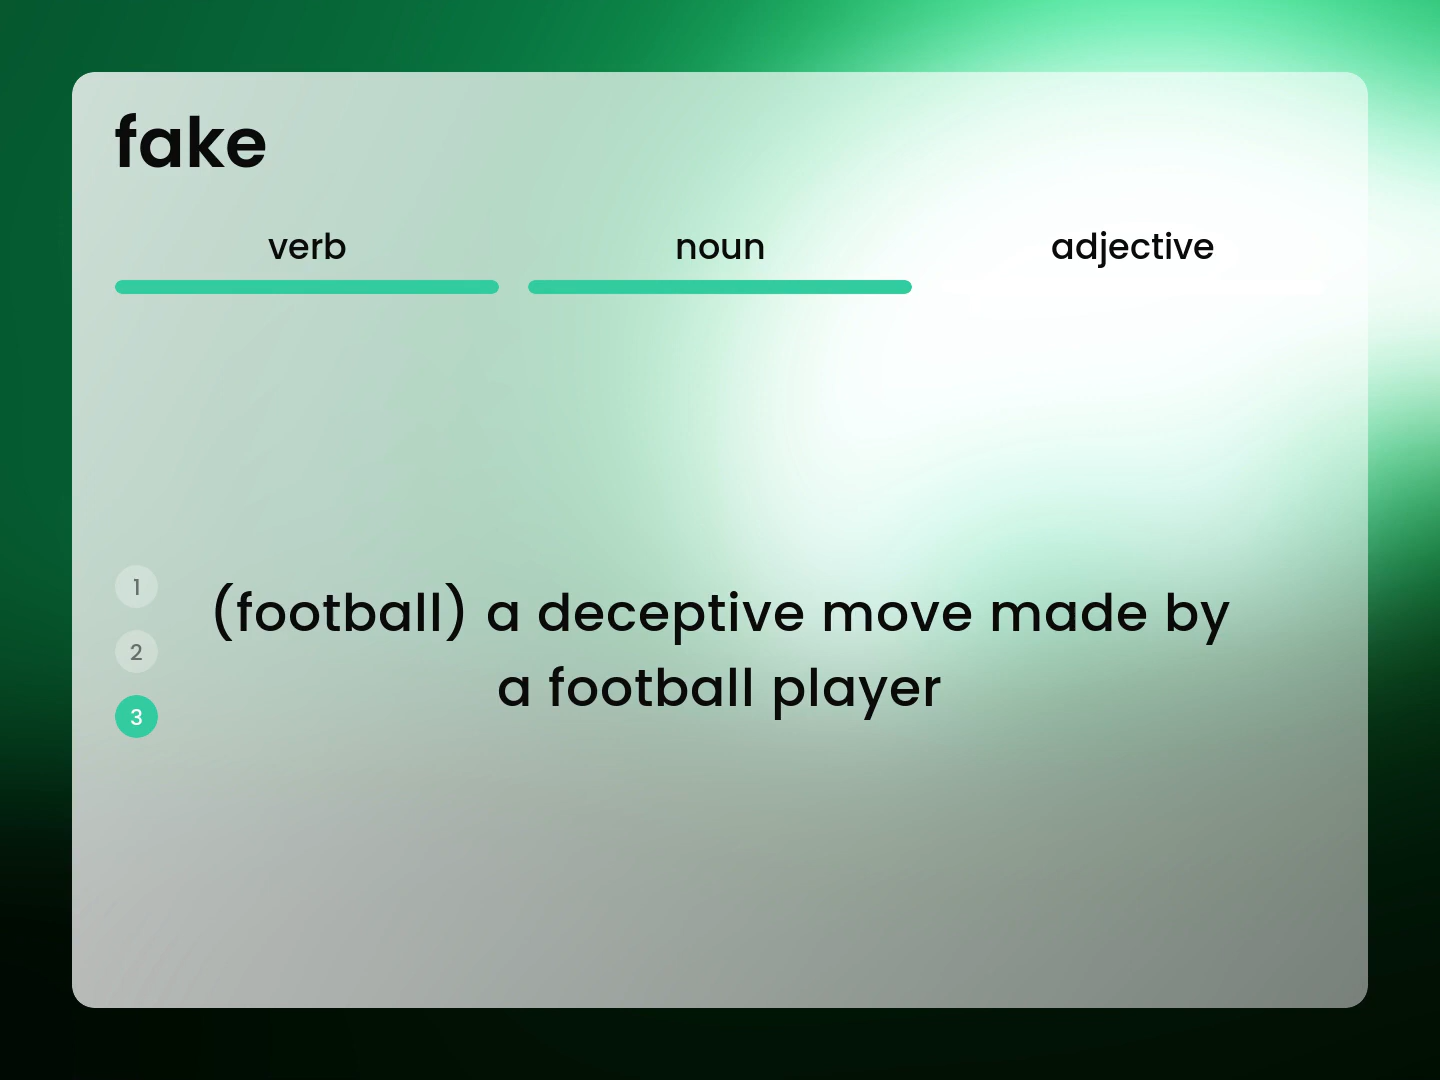 fake
verb
noun
adjective
1
2
3
(football) a deceptive move made by
a football player